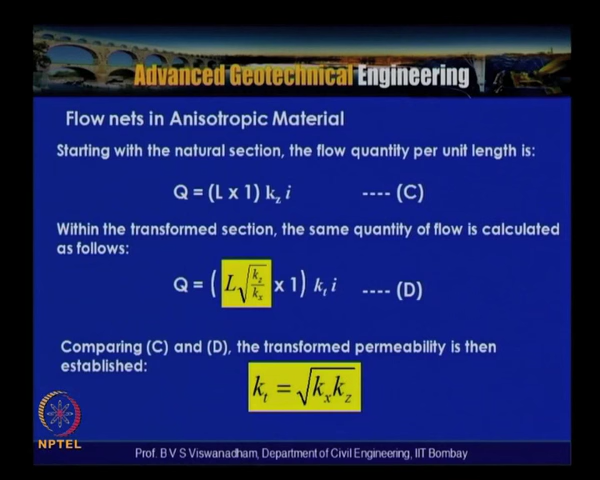 Advanced Geotechnical Engineering
Flow nets in Anisotropic Material
Starting with the natural section, the flow quantity per unit length is:
Q = (L x 1) k_z i ---- (C)
Within the transformed section, the same quantity of flow is calculated
as follows:
Q = ( L√(k_z/k_x) x 1) k_t i ---- (D)
Comparing (C) and (D), the transformed permeability is then
established:
k_t = √(k_x k_z)
NPTEL
Prof. B V S Viswanadham, Department of Civil Engineering, IIT Bombay